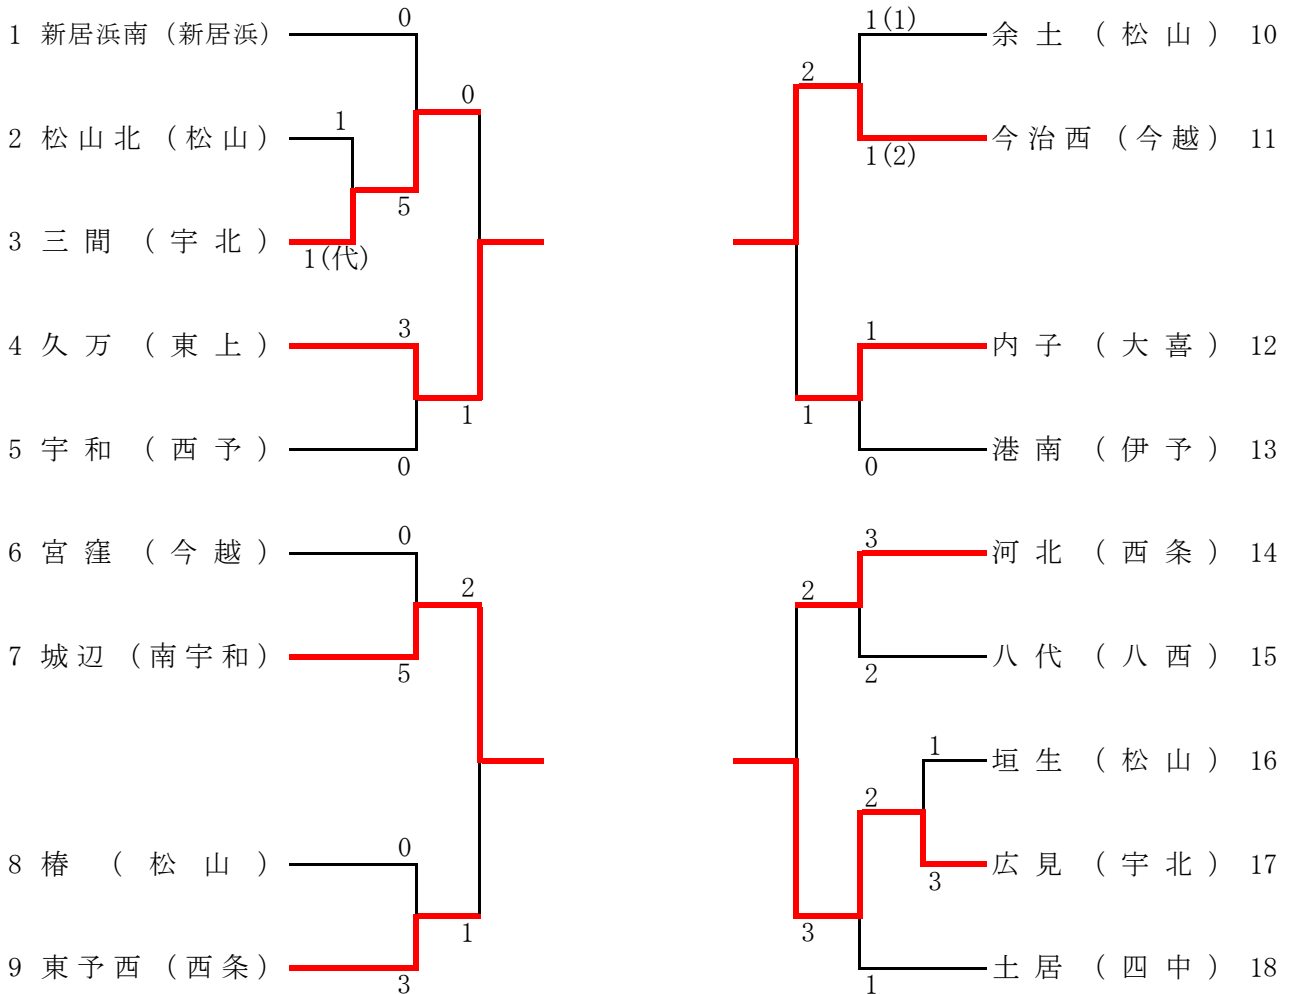 0
1 新居浜南（新居浜）
0
2 松山北（松山）
1
5
3 三間（宇北）
1(代)
4 久万（東上）
3
1
5 宇和（西予）
0
6 宮窪（今越）
0
2
7 城辺（南宇和）
5
8 椿（松山）
0
1
9 東予西（西条）
3
1(1)
余土（松山） 10
2
今治西（今越） 11
1(2)
1
内子（大喜） 12
1
港南（伊予） 13
0
3
河北（西条） 14
2
八代（八西） 15
2
1
垣生（松山） 16
2
広見（宇北） 17
3
3
土居（四中） 18
1